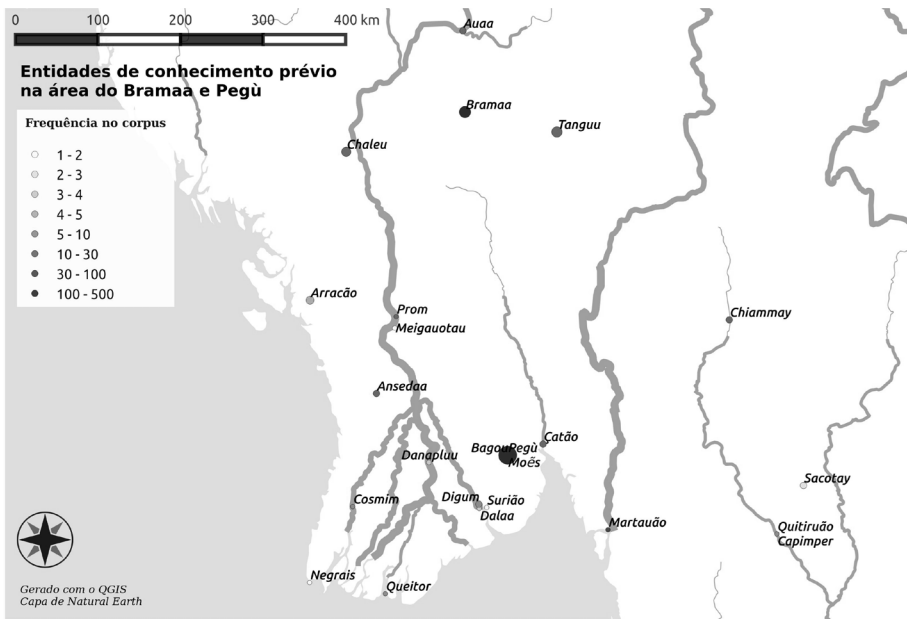 0 100 200 300 400 km
Entidades de conhecimento prévio
na área do Bramaa e Pegù
Frequência no corpus
1 - 2
2 - 3
3 - 4
4 - 5
5 - 10
10 - 30
30 - 100
100 - 500
Auaa
Bramaa
Tanguu
Chaleu
Arracão
Prom
Meigauotau
Chiammay
Ansedaa
Catão
BagouPegù
Moẽs
Danapluu
Sacotay
Cosmim
Digum
Surião
Dalaa
Martauão
Quitiruão
Capimper
Negrais
Queitor
Gerado com o QGIS
Capa de Natural Earth